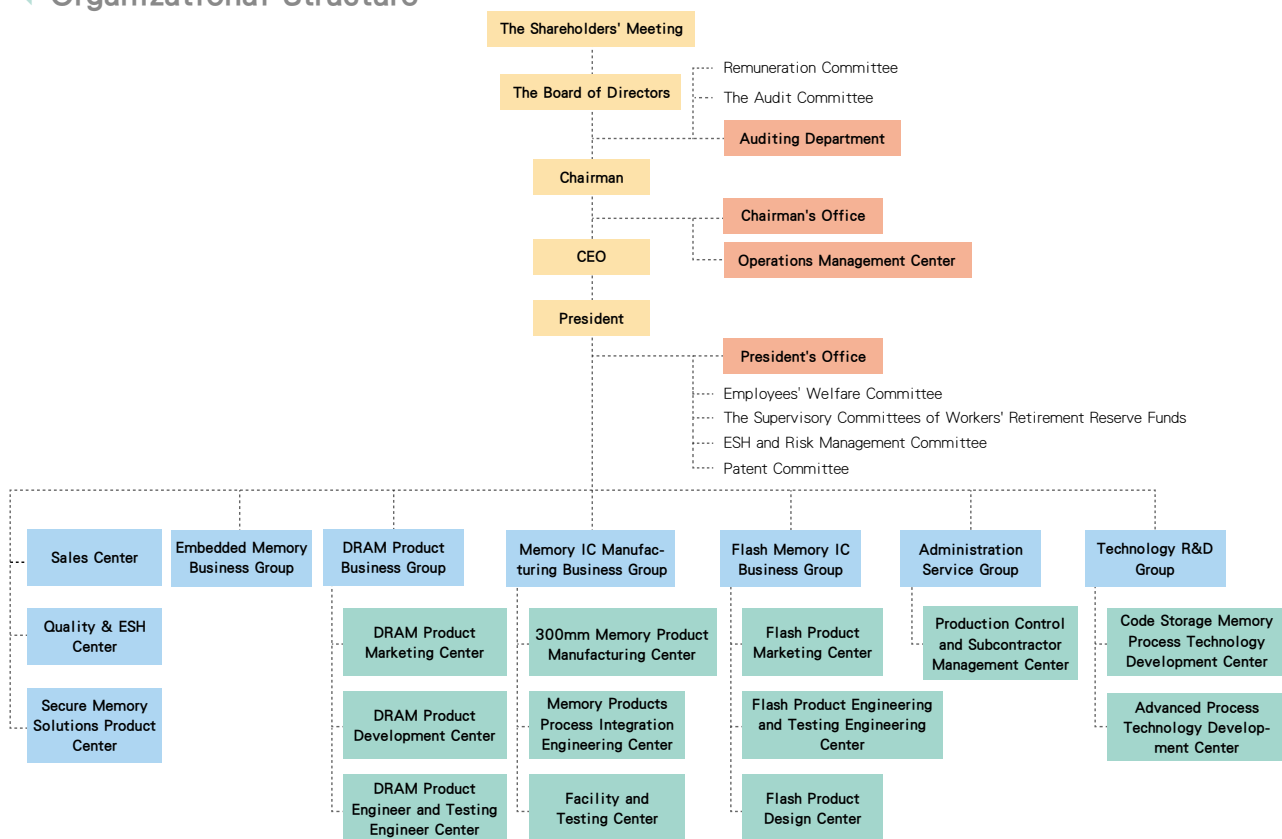 Organizational Structure
The Shareholders' Meeting
The Board of Directors
Remuneration Committee
The Audit Committee
Auditing Department
Chairman
Chairman's Office
CEO
Operations Management Center
President
President's Office
Employees' Welfare Committee
The Supervisory Committees of Workers' Retirement Reserve Funds
ESH and Risk Management Committee
Patent Committee
Sales Center
Quality & ESH
Center
Secure Memory
Solutions Product
Center
Embedded Memory
Business Group
DRAM Product
Business Group
DRAM Product
Marketing Center
DRAM Product
Development Center
DRAM Product
Engineer and Testing
Engineer Center
Memory IC Manufac-
turing Business Group
300mm Memory Product
Manufacturing Center
Memory Products
Process Integration
Engineering Center
Facility and
Testing Center
Flash Memory IC
Business Group
Flash Product
Marketing Center
Flash Product Engineering
and Testing Engineering
Center
Flash Product
Design Center
Administration
Service Group
Production Control
and Subcontractor
Management Center
Technology R&D
Group
Code Storage Memory
Process Technology
Development Center
Advanced Process
Technology Develop-
ment Center